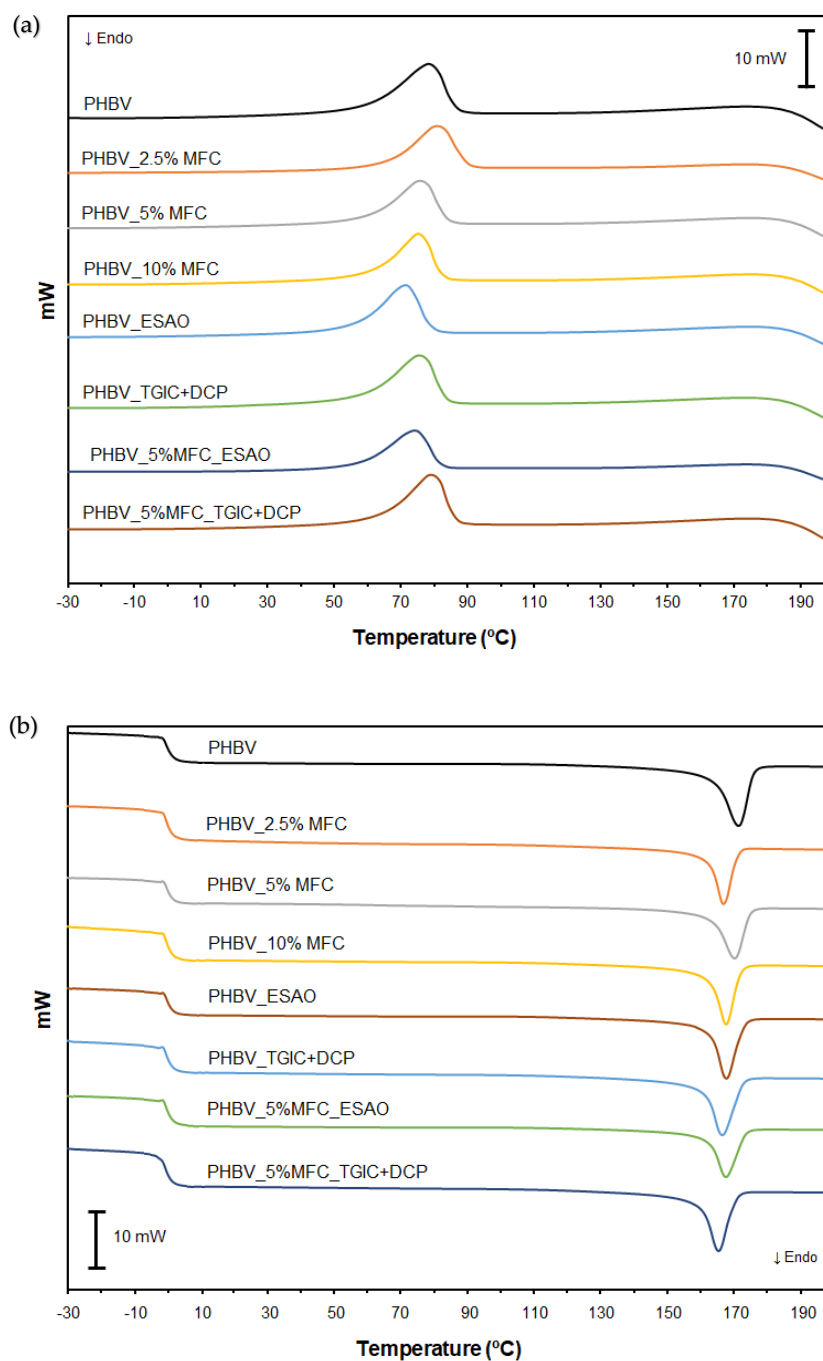 (a)
↓ Endo
10 mW
PHBV
PHBV_2.5% MFC
PHBV_5% MFC
PHBV_10% MFC
PHBV_ESAO
PHBV_TGIC+DCP
PHBV_5%MFC_ESAO
PHBV_5%MFC_TGIC+DCP
mW
-30 -10 10 30 50 70 90 110 130 150 170 190
Temperature (ºC)
(b)
PHBV
PHBV_2.5% MFC
PHBV_5% MFC
PHBV_10% MFC
PHBV_ESAO
PHBV_TGIC+DCP
PHBV_5%MFC_ESAO
PHBV_5%MFC_TGIC+DCP
10 mW
↓ Endo
mW
-30 -10 10 30 50 70 90 110 130 150 170 190
Temperature (ºC)